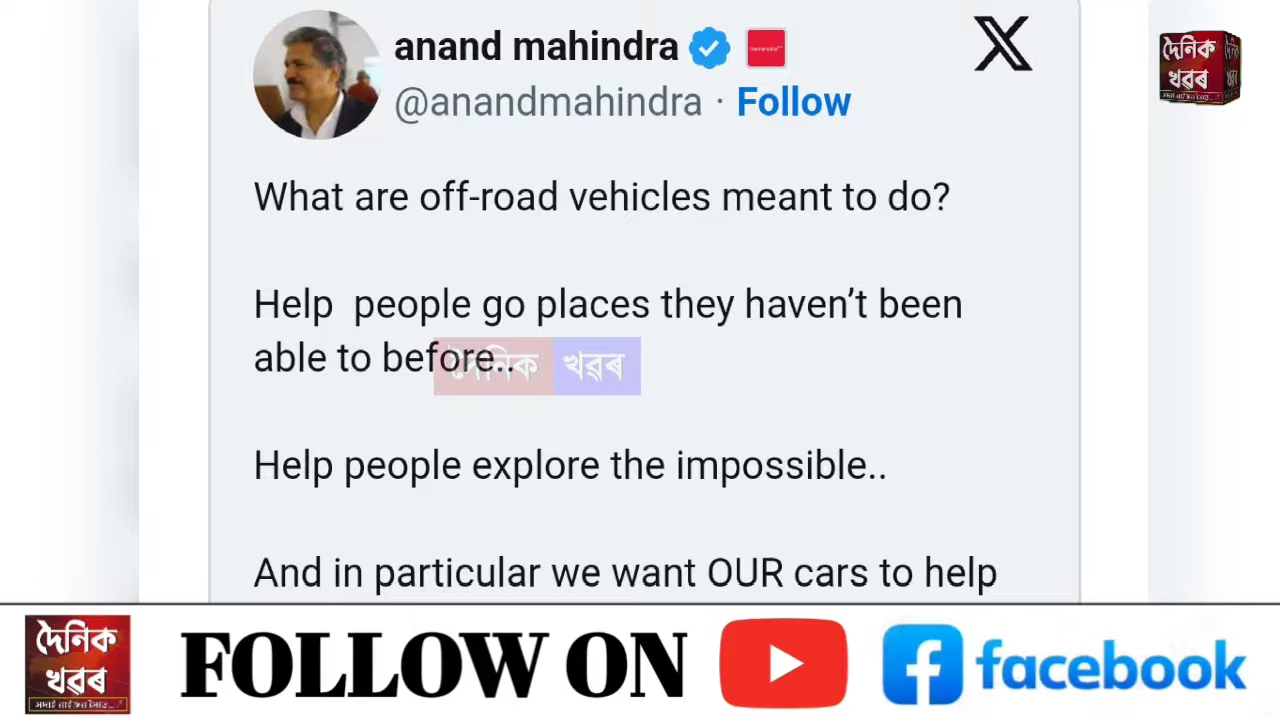 anand mahindra
দৈনিক
খবৰ
@anandmahindra · Follow
What are off-road vehicles meant to do?
Help people go places they haven’t been
able to before..
দৈনিক খৱৰ
Help people explore the impossible..
And in particular we want OUR cars to help
দৈনিক
খৱৰ
FOLLOW ON
facebook